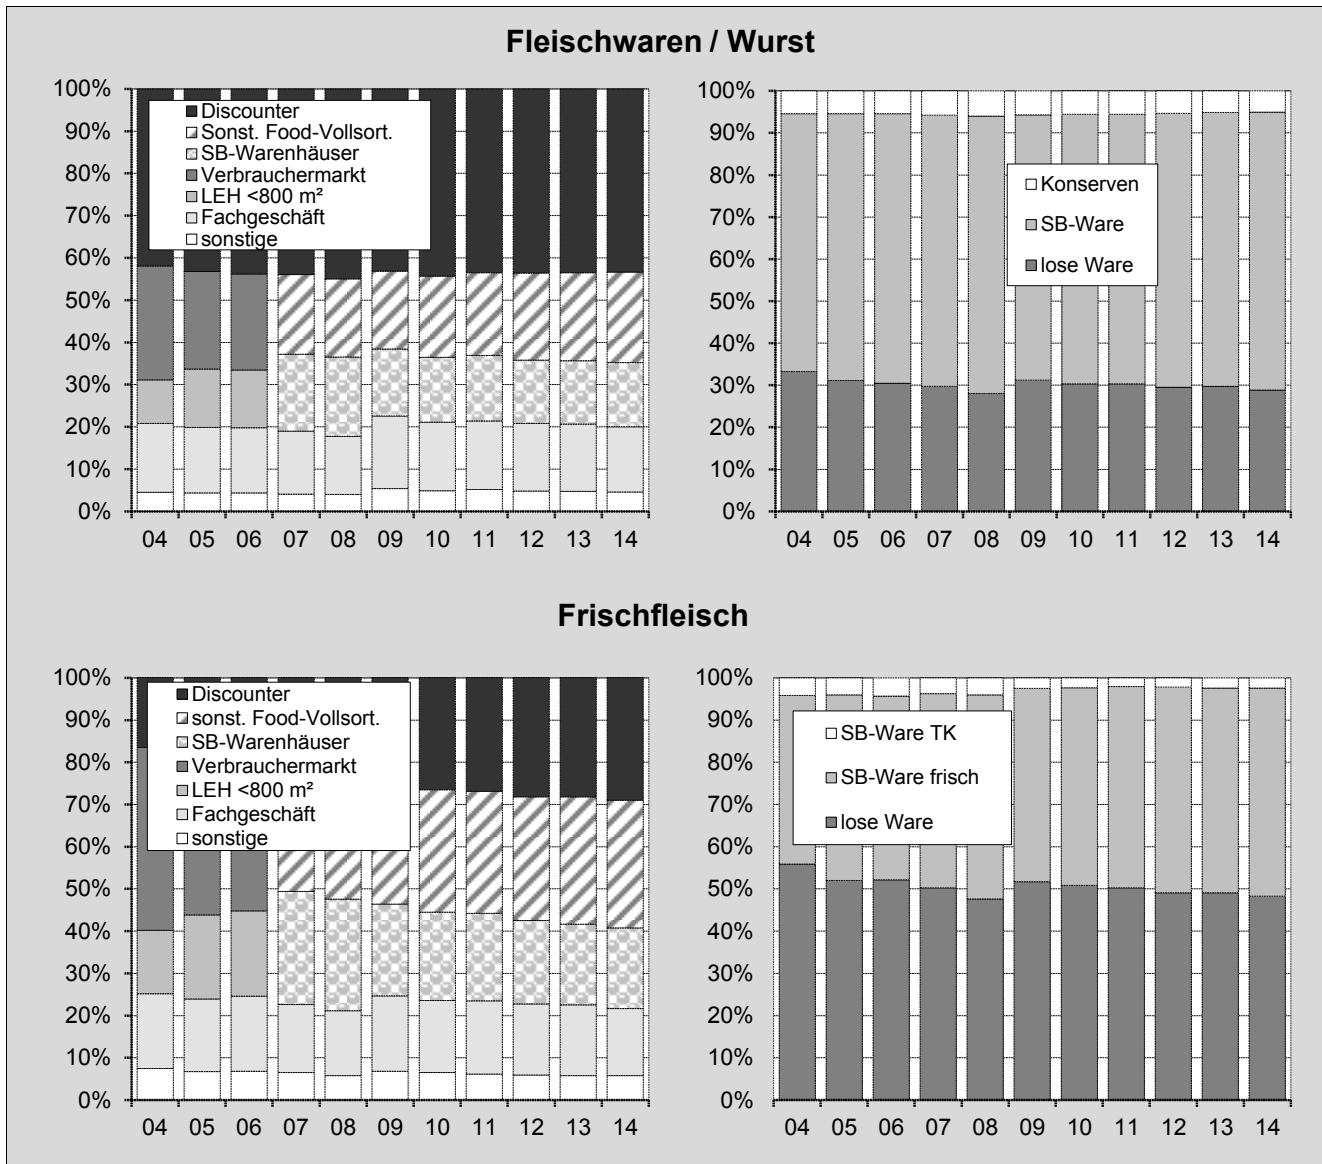 Fleischwaren / Wurst
100%
90%
80%
70%
60%
50%
40%
30%
20%
10%
0%
Discounter
Sonst. Food-Vollsort.
SB-Warenhäuser
Verbrauchermarkt
LEH <800 m²
Fachgeschäft
sonstige
04 05 06 07 08 09 10 11 12 13 14
100%
90%
80%
70%
60%
50%
40%
30%
20%
10%
0%
Konserven
SB-Ware
lose Ware
04 05 06 07 08 09 10 11 12 13 14
Frischfleisch
100%
90%
80%
70%
60%
50%
40%
30%
20%
10%
0%
Discounter
sonst. Food-Vollsort.
SB-Warenhäuser
Verbrauchermarkt
LEH <800 m²
Fachgeschäft
sonstige
04 05 06 07 08 09 10 11 12 13 14
100%
90%
80%
70%
60%
50%
40%
30%
20%
10%
0%
SB-Ware TK
SB-Ware frisch
lose Ware
04 05 06 07 08 09 10 11 12 13 14